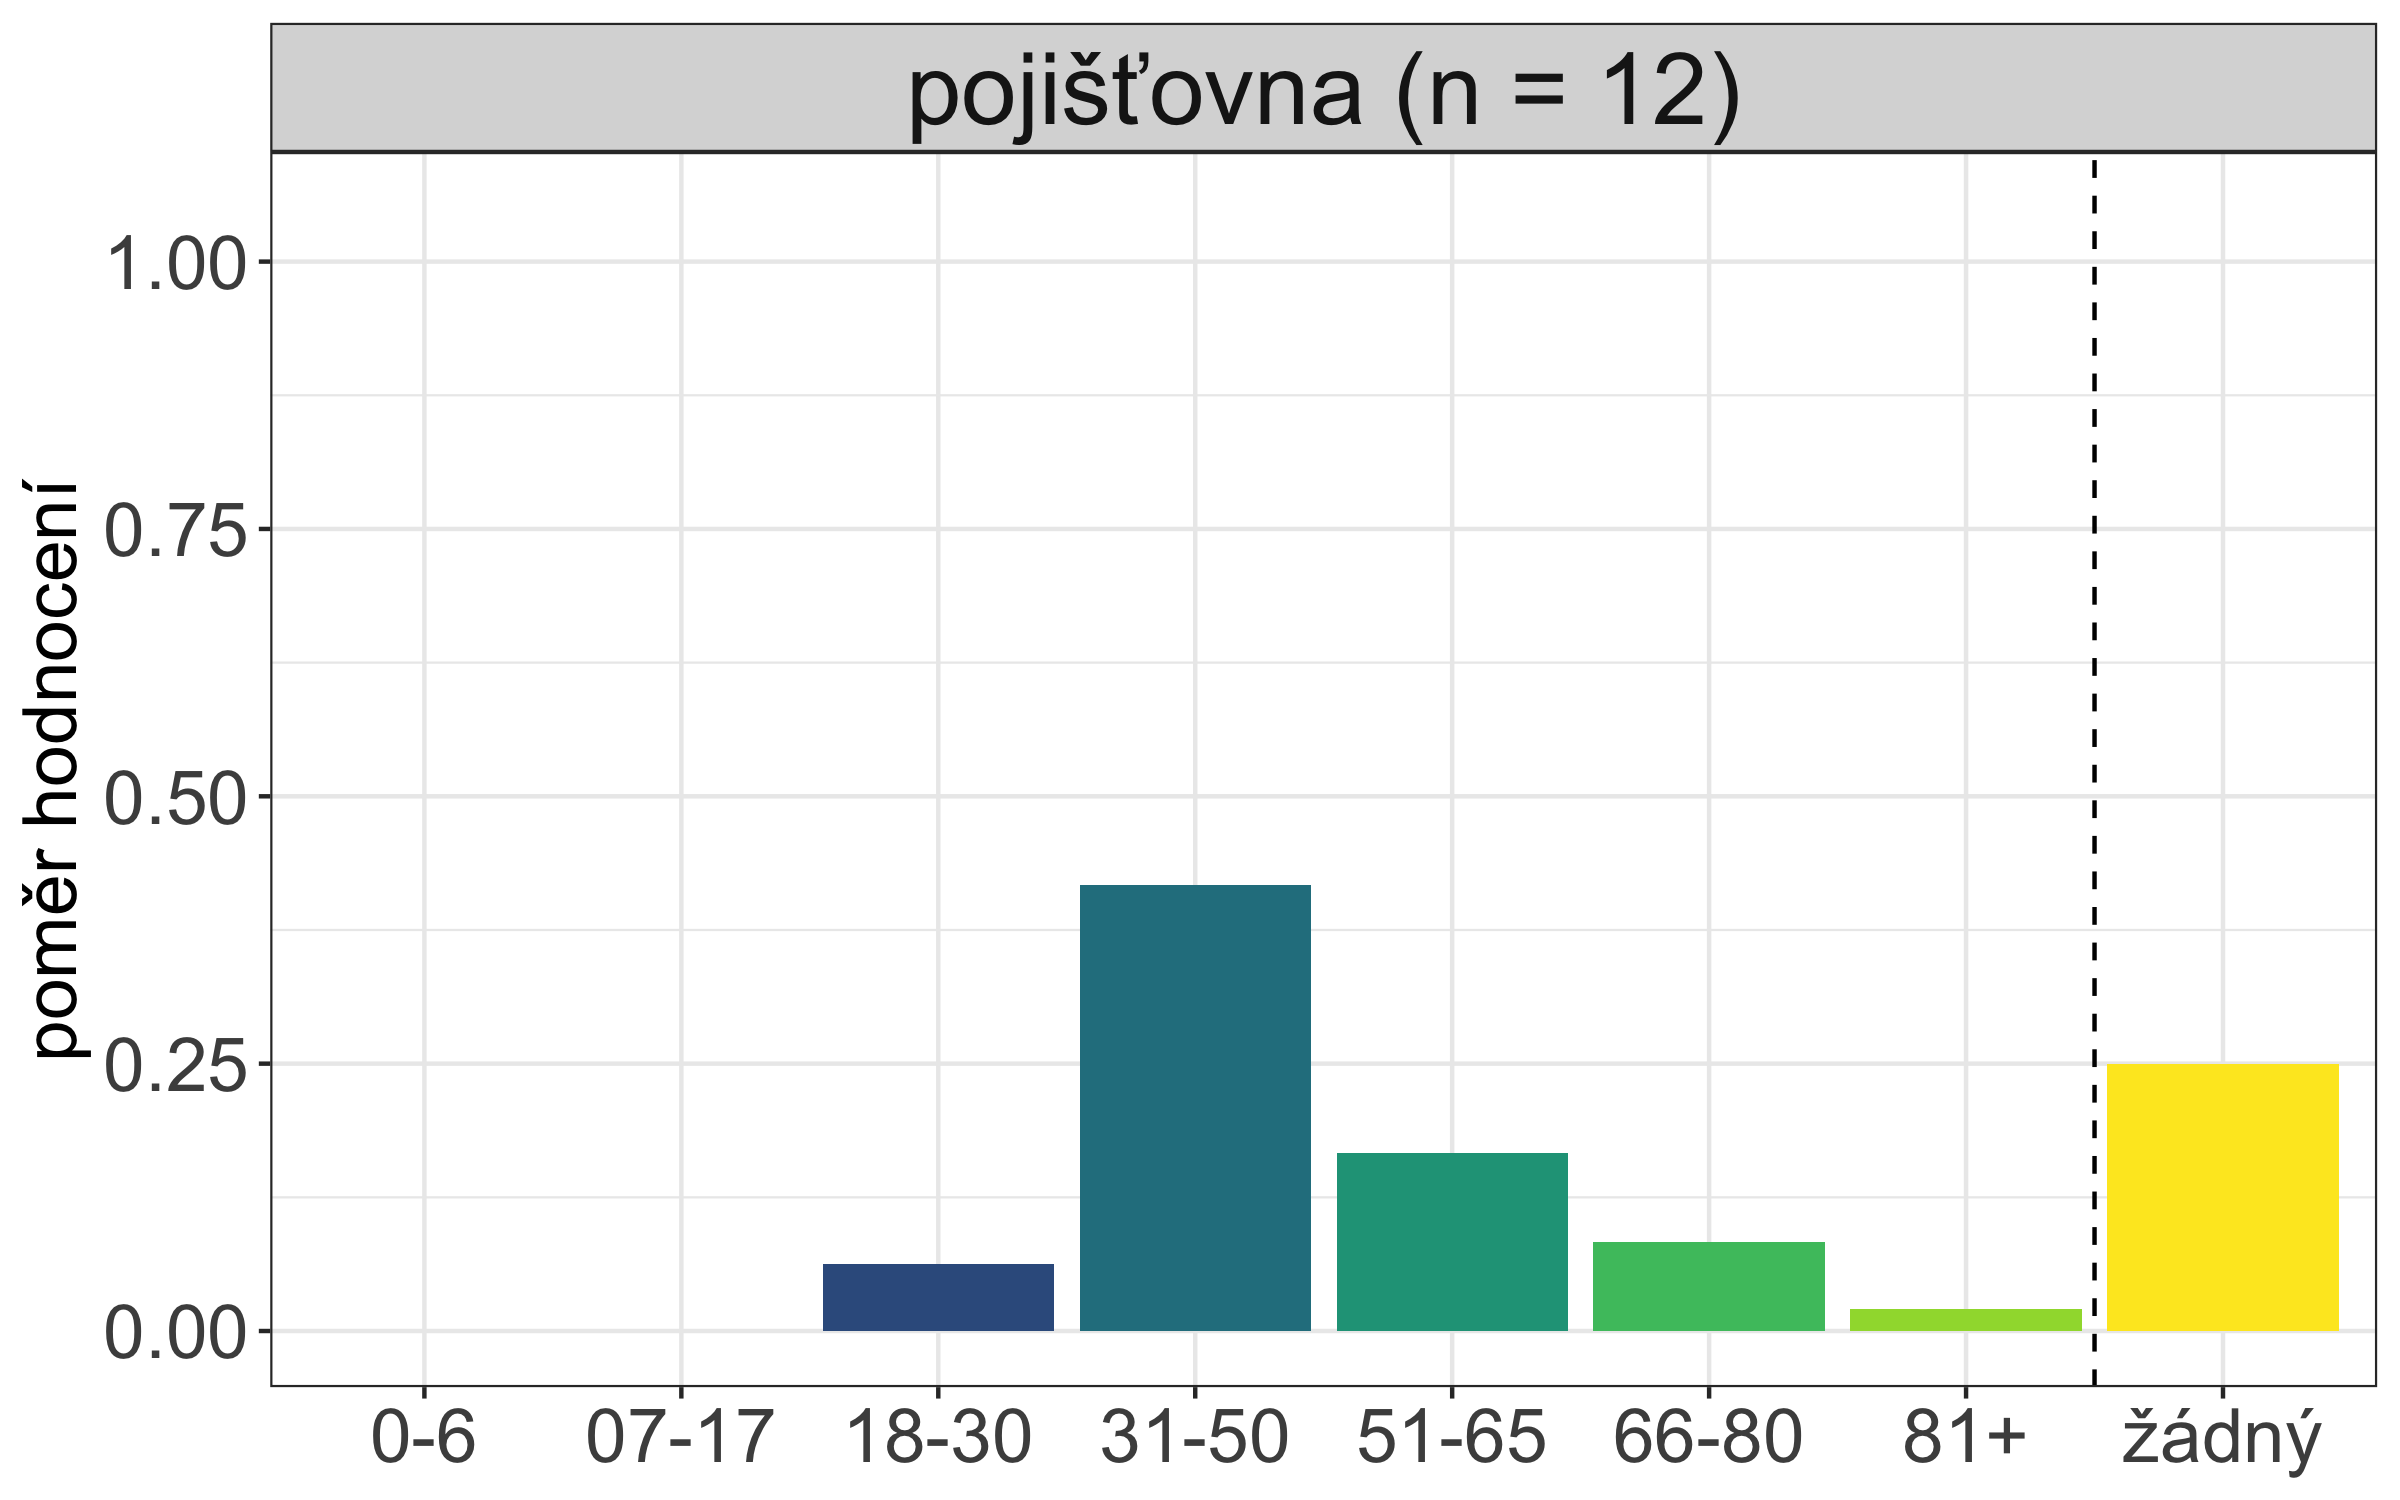 pojišťovna (n = 12)
poměr hodnocení
1.00
0.75
0.50
0.25
0.00
0-6 07-17 18-30 31-50 51-65 66-80 81+ žádný